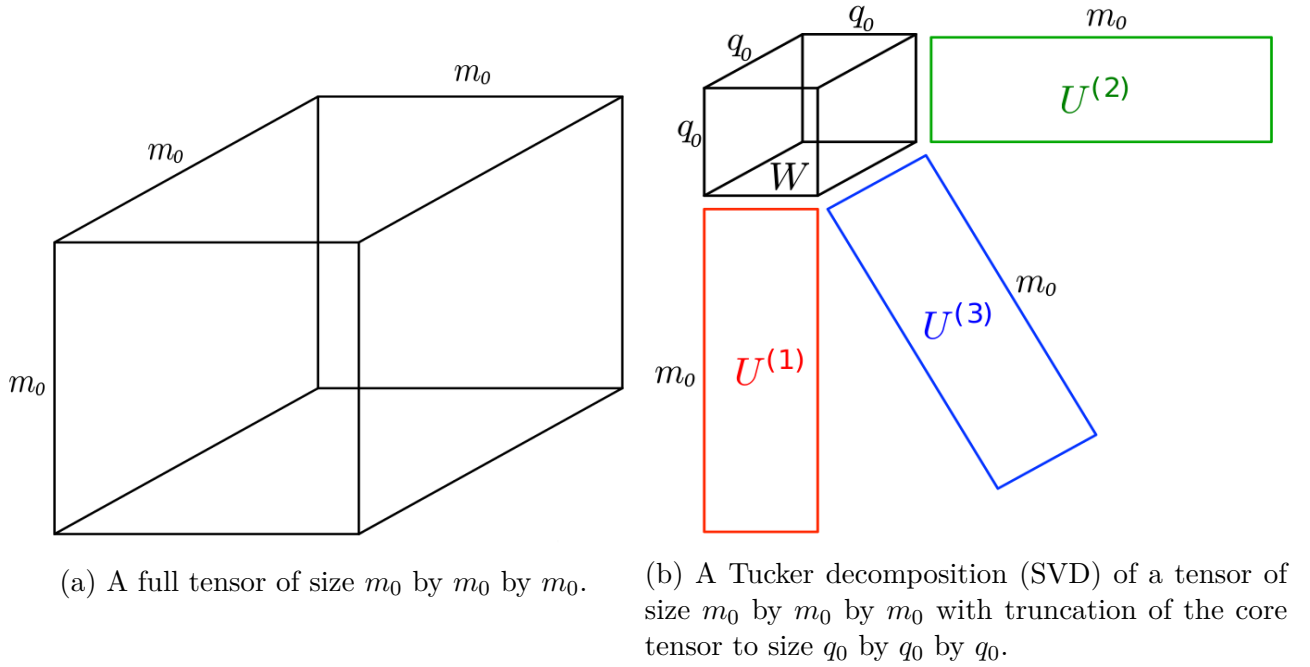 m₀
m₀
m₀
(a) A full tensor of size m₀ by m₀ by m₀.
q₀
q₀
q₀
W
m₀
U⁽²⁾
m₀
U⁽¹⁾
U⁽³⁾
m₀
(b) A Tucker decomposition (SVD) of a tensor of
size m₀ by m₀ by m₀ with truncation of the core
tensor to size q₀ by q₀ by q₀.